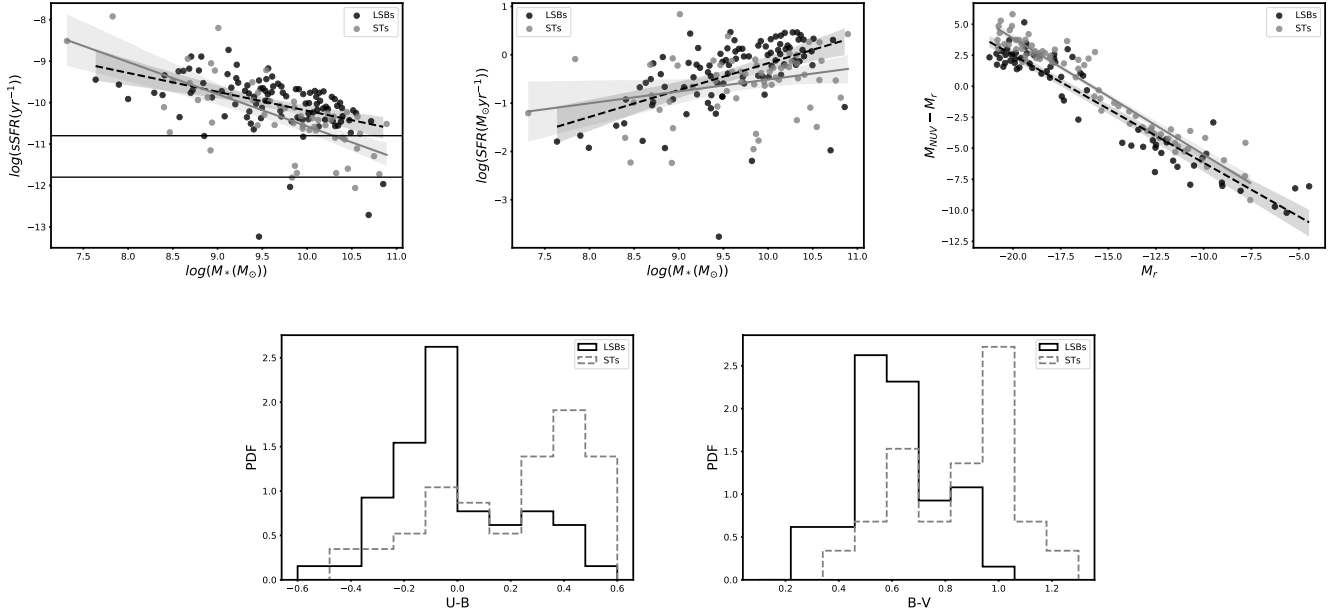 LSBs
STs
−8
−9
−10
−11
−12
−13
log(sSFR(yr⁻¹))
7.5 8.0 8.5 9.0 9.5 10.0 10.5 11.0
log(M*(M⊙))
LSBs
STs
0
−1
−2
−3
log(SFR(M⊙yr⁻¹))
7.5 8.0 8.5 9.0 9.5 10.0 10.5 11.0
log(M*(M⊙))
LSBs
STs
5.0
2.5
0.0
−2.5
−5.0
−7.5
−10.0
−12.5
M_NUV − M_r
−20.0 −17.5 −15.0 −12.5 −10.0 −7.5 −5.0
M_r
LSBs
STs
2.5
2.0
1.5
1.0
0.5
0.0
PDF
−0.6 −0.4 −0.2 0.0 0.2 0.4 0.6
U-B
LSBs
STs
2.5
2.0
1.5
1.0
0.5
0.0
PDF
0.2 0.4 0.6 0.8 1.0 1.2
B-V